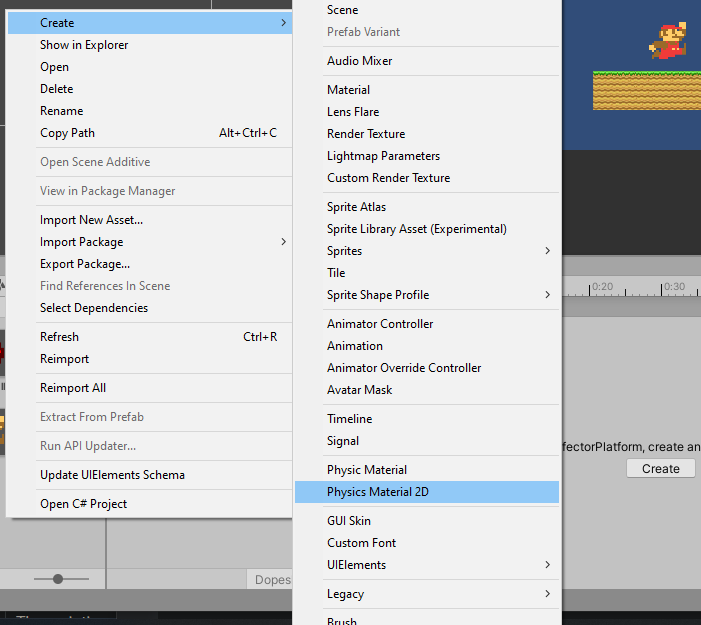 Create
Show in Explorer
Open
Delete
Rename
Copy Path Alt+Ctrl+C
Open Scene Additive
View in Package Manager
Import New Asset...
Import Package
Export Package...
Find References In Scene
Select Dependencies
Refresh Ctrl+R
Reimport
Reimport All
Extract From Prefab
Run API Updater...
Update UIElements Schema
Open C# Project
Scene
Prefab Variant
Audio Mixer
Material
Lens Flare
Render Texture
Lightmap Parameters
Custom Render Texture
Sprite Atlas
Sprite Library Asset (Experimental)
Sprites
Tile
Sprite Shape Profile
Animator Controller
Animation
Animator Override Controller
Avatar Mask
Timeline
Signal
Physic Material
Physics Material 2D
GUI Skin
Custom Font
UIElements
Legacy
Brush
0:20 0:30
fectorPlatform, create an
Create
Dopes